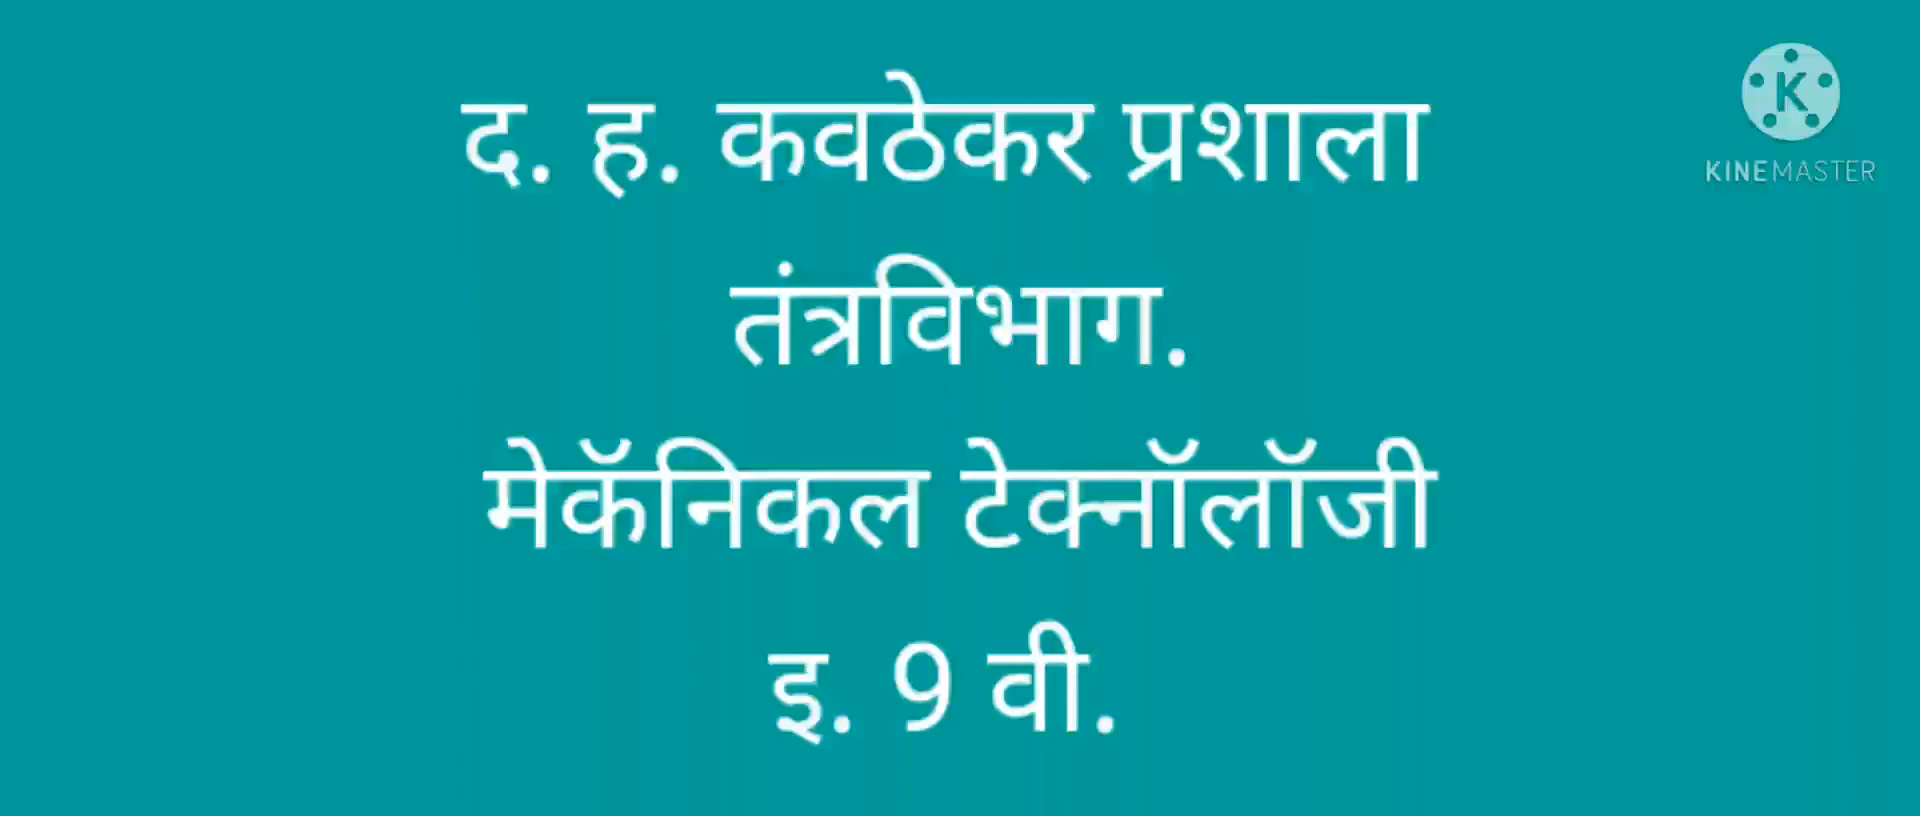 द. ह. कवठेकर प्रशाला
तंत्रविभाग.
मेकॅनिकल टेक्नॉलॉजी
इ. 9 वी.
K
KINEMASTER